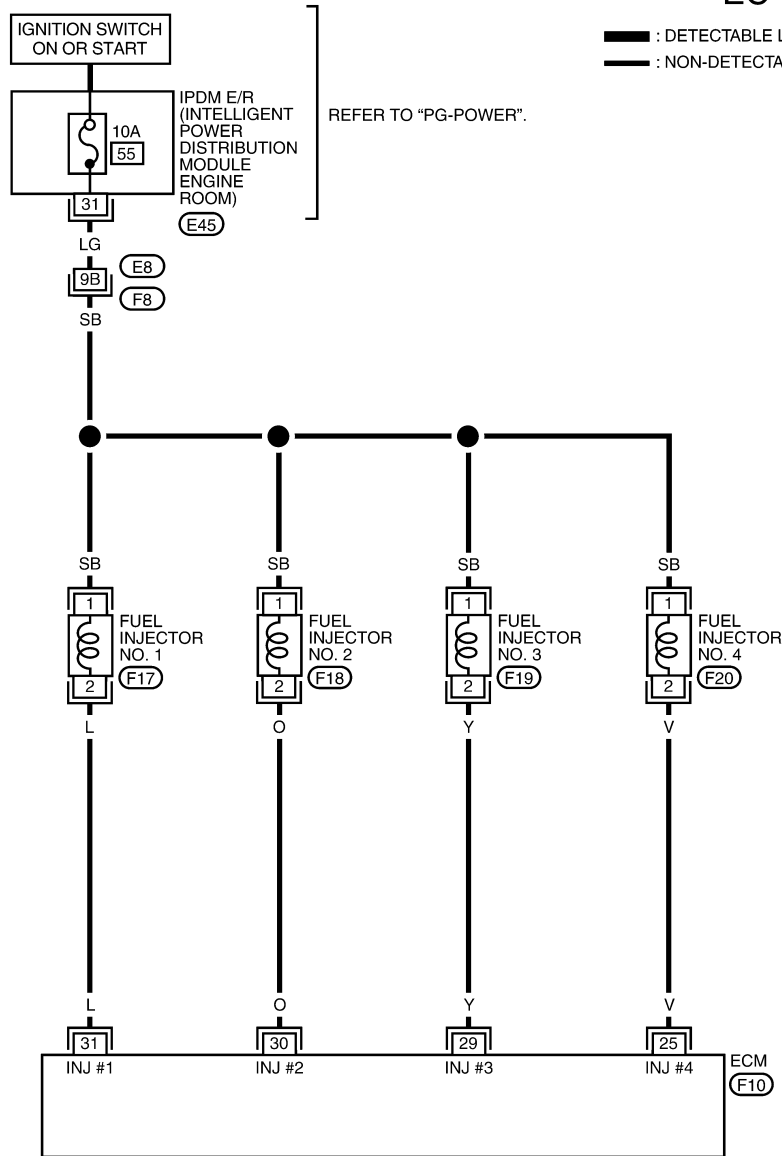 IGNITION SWITCH
ON OR START
: DETECTABLE L
: NON-DETECTA
IPDM E/R
(INTELLIGENT
POWER
DISTRIBUTION
MODULE
ENGINE
ROOM)
REFER TO “PG-POWER”.
10A
55
31
E45
LG
9B
E8
F8
SB
SB
SB
SB
SB
1
1
1
1
FUEL
INJECTOR
NO. 1
F17
FUEL
INJECTOR
NO. 2
F18
FUEL
INJECTOR
NO. 3
F19
FUEL
INJECTOR
NO. 4
F20
2
2
2
2
L
O
Y
V
L
O
Y
V
31
30
29
25
INJ #1
INJ #2
INJ #3
INJ #4
ECM
F10